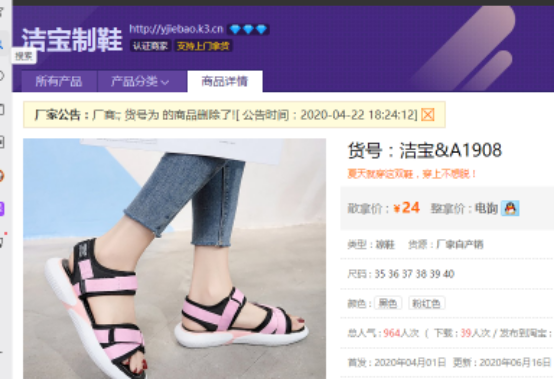 洁宝制鞋 http://yjiebao.k3.cn
认证商家 支持上门拿货
搜索
所有产品 产品分类 商品详情
厂家公告：厂商:; 货号为 的商品删除了![ 公告时间：2020-04-22 18:24:12]
货号：洁宝&A1908
夏天就穿这双鞋，穿上不想脱！
散拿价：¥24 整拿价：电询
类型：凉鞋 货源：厂家自产销
尺码：35 36 37 38 39 40
颜色：黑色 粉红色
总人气：964人次 ( 下载：39人次 / 发布到淘宝：
首发：2020年04月01日 更新：2020年06月16日